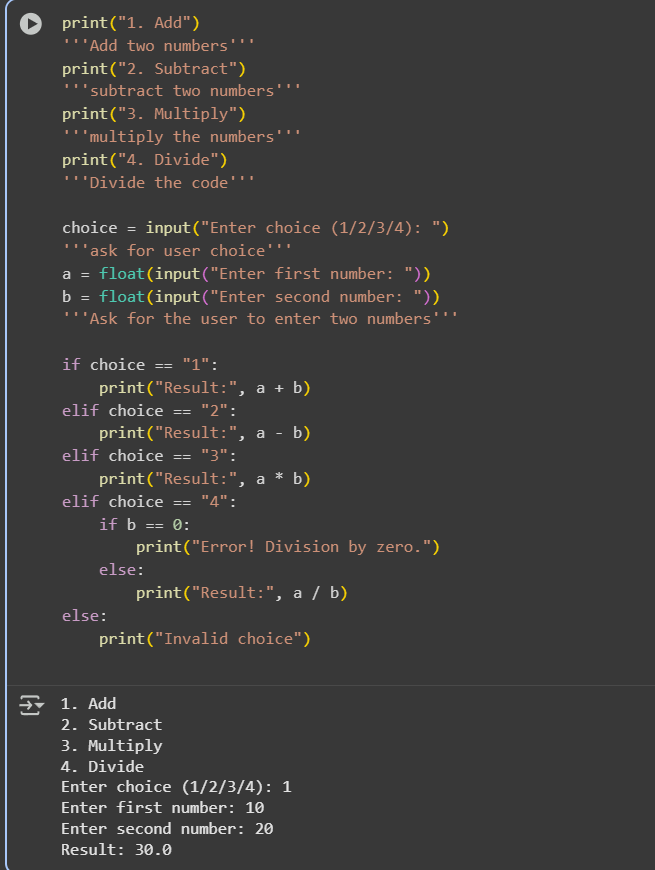 print("1. Add")
'''Add two numbers'''
print("2. Subtract")
'''subtract two numbers'''
print("3. Multiply")
'''multiply the numbers'''
print("4. Divide")
'''Divide the code'''

choice = input("Enter choice (1/2/3/4): ")
'''ask for user choice'''
a = float(input("Enter first number: "))
b = float(input("Enter second number: "))
'''Ask for the user to enter two numbers'''

if choice == "1":
    print("Result:", a + b)
elif choice == "2":
    print("Result:", a - b)
elif choice == "3":
    print("Result:", a * b)
elif choice == "4":
    if b == 0:
        print("Error! Division by zero.")
    else:
        print("Result:", a / b)
else:
    print("Invalid choice")

1. Add
2. Subtract
3. Multiply
4. Divide
Enter choice (1/2/3/4): 1
Enter first number: 10
Enter second number: 20
Result: 30.0